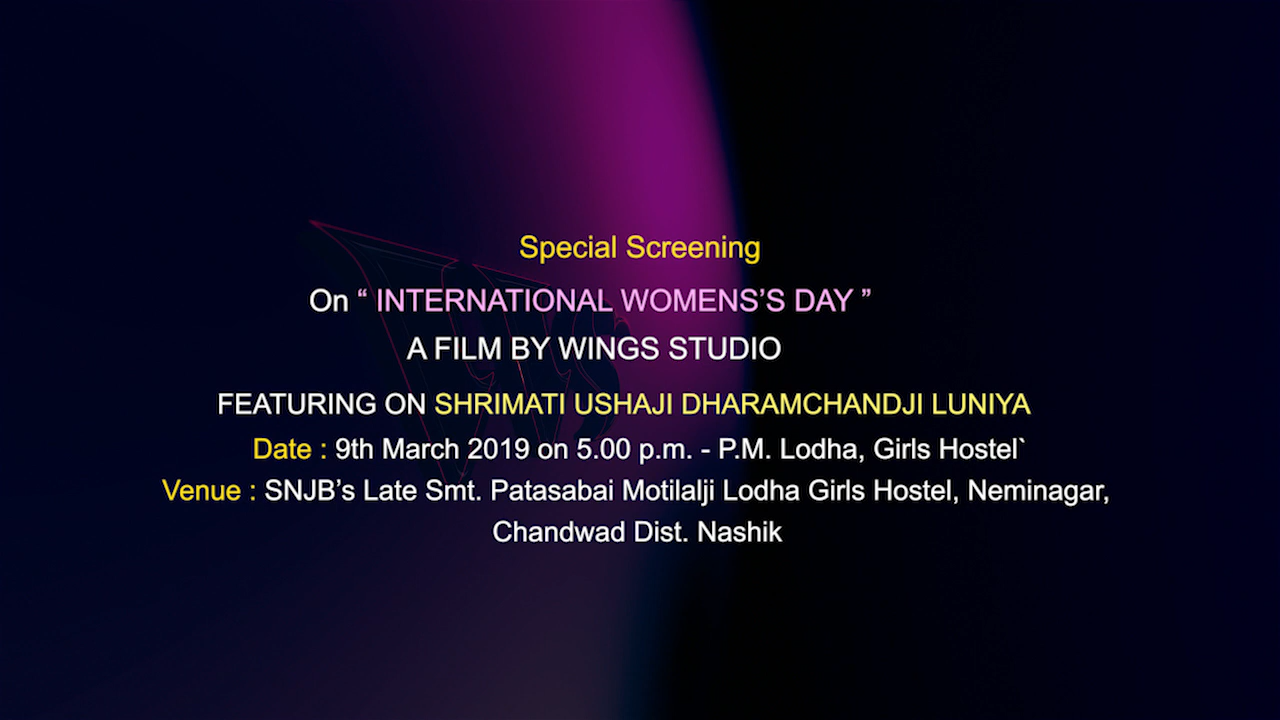 Special Screening
On “ INTERNATIONAL WOMENS’S DAY ”
A FILM BY WINGS STUDIO
FEATURING ON SHRIMATI USHAJI DHARAMCHANDJI LUNIYA
Date : 9th March 2019 on 5.00 p.m. - P.M. Lodha, Girls Hostel`
Venue : SNJB’s Late Smt. Patasabai Motilalji Lodha Girls Hostel, Neminagar,
Chandwad Dist. Nashik